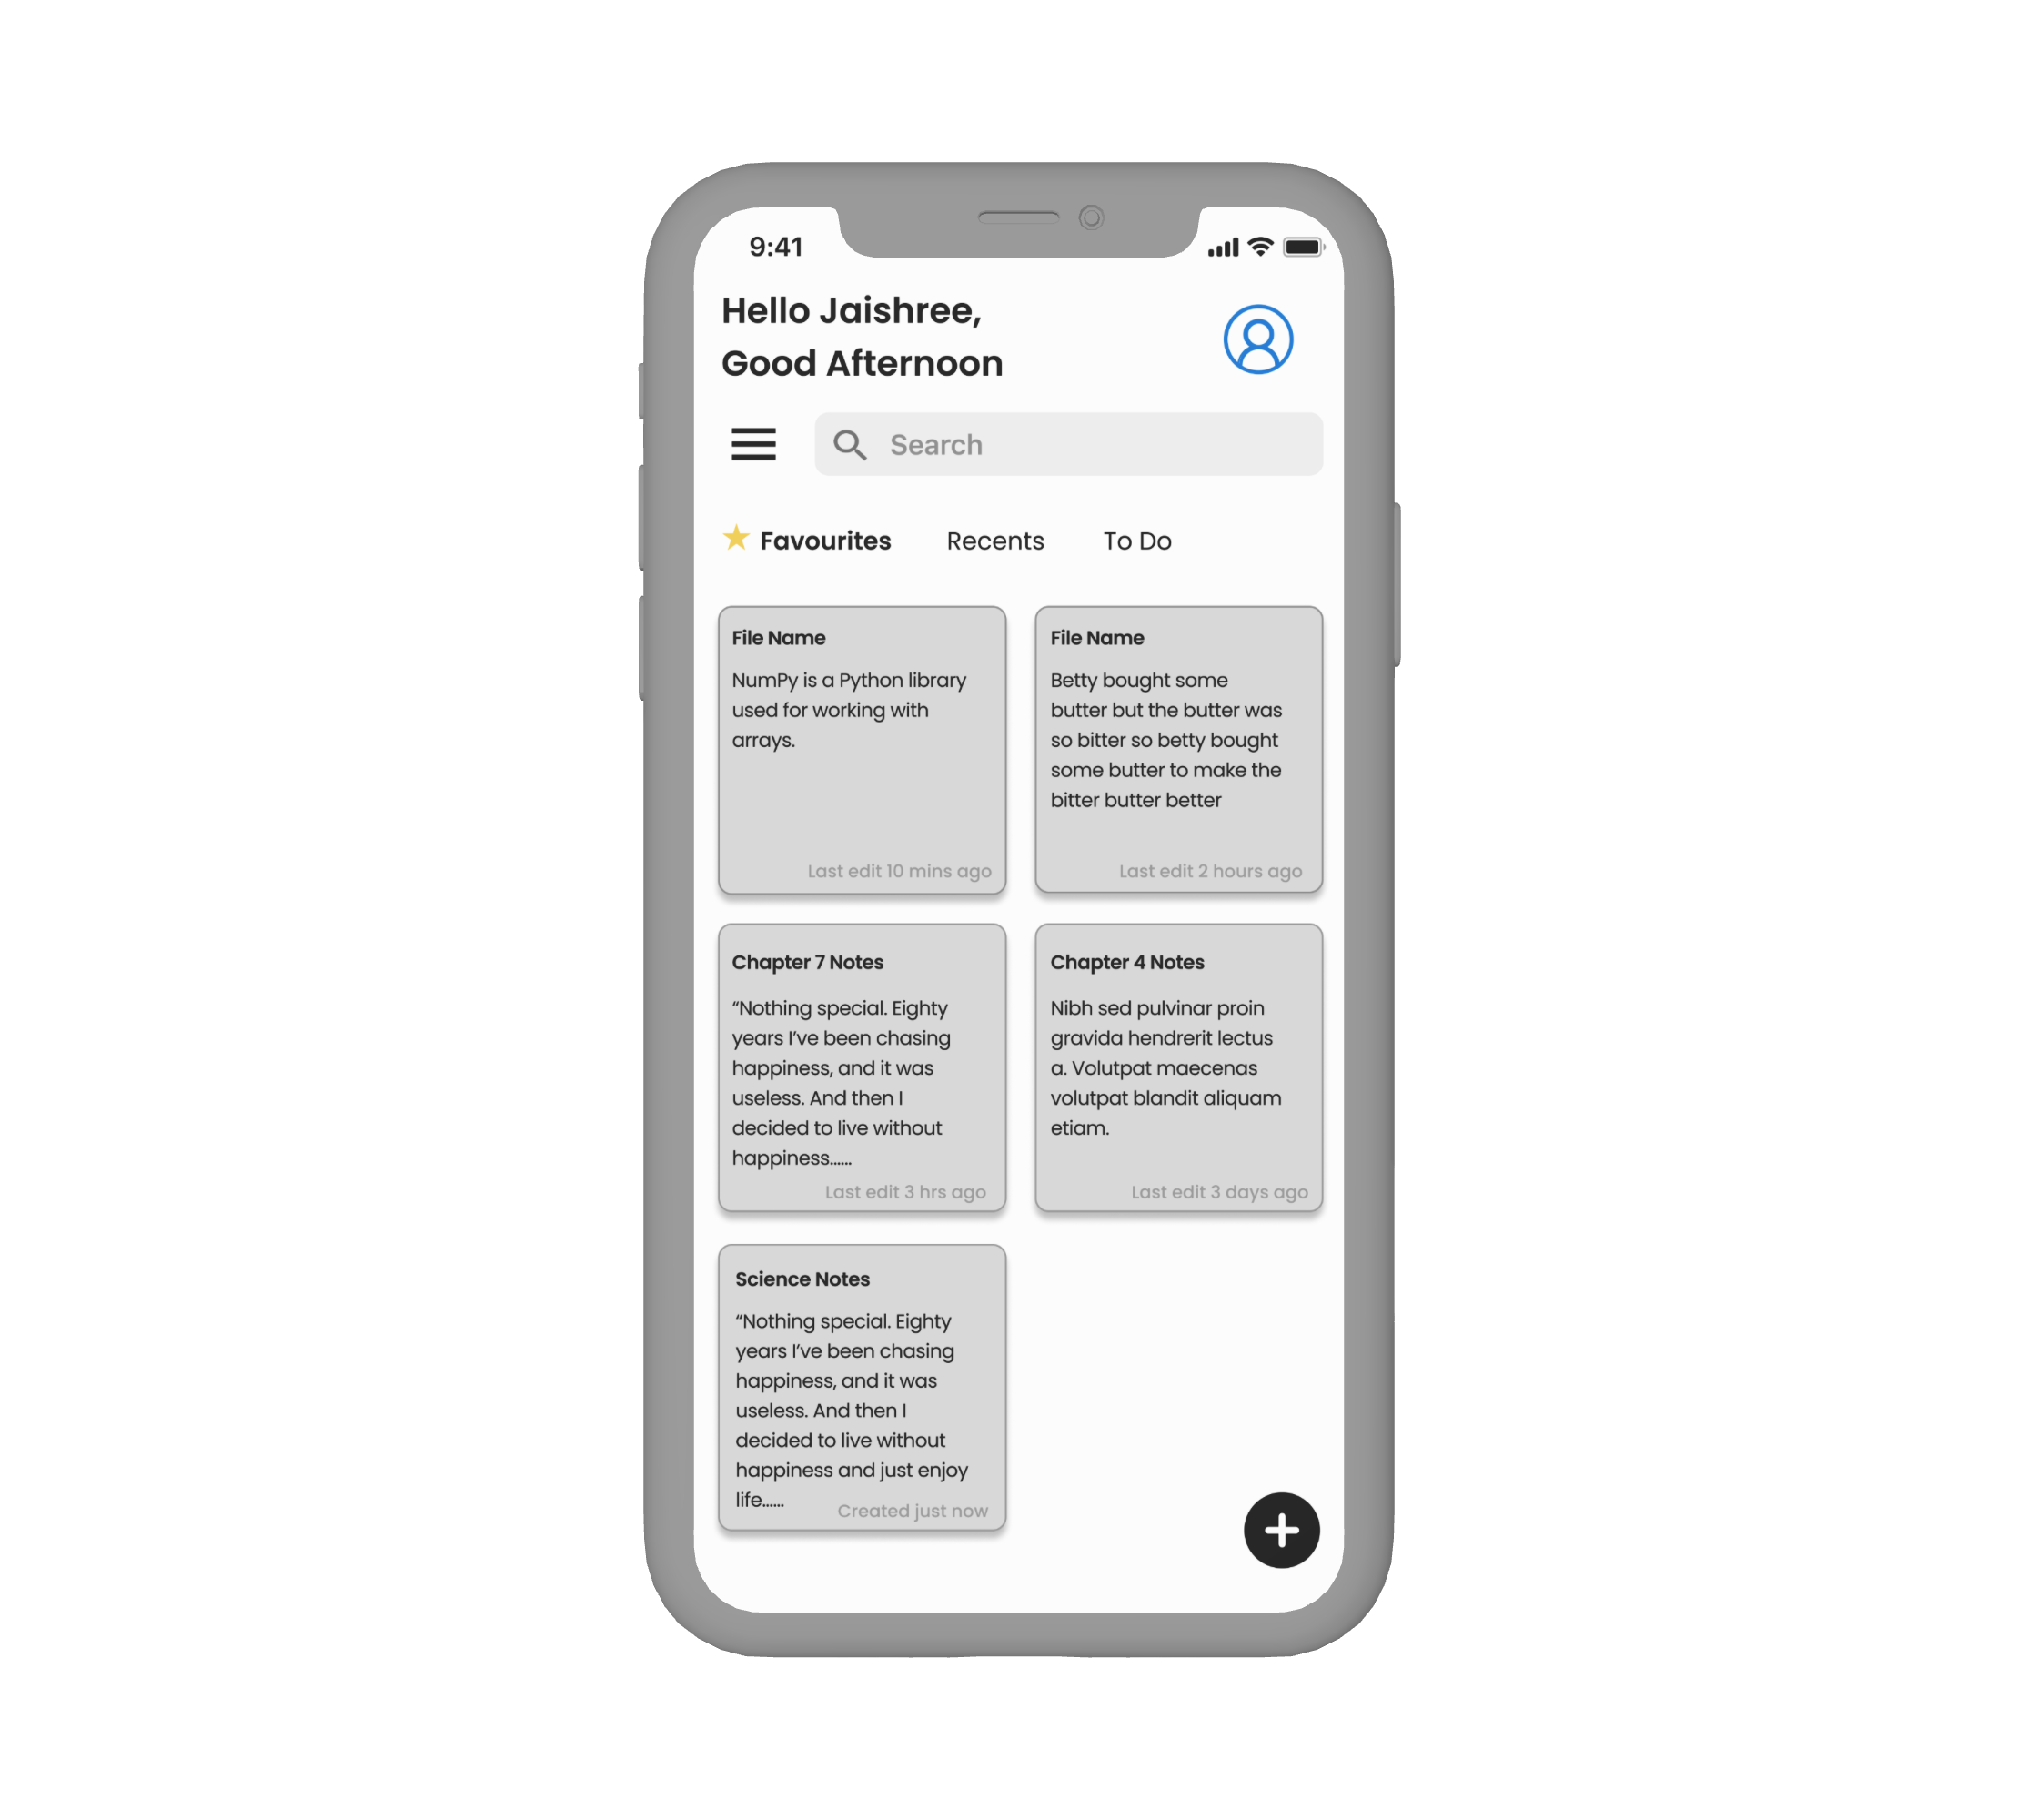 9:41
Hello Jaishree,
Good Afternoon
Search
Favourites Recents To Do
File Name
NumPy is a Python library
used for working with
arrays.
Last edit 10 mins ago
File Name
Betty bought some
butter but the butter was
so bitter so betty bought
some butter to make the
bitter butter better
Last edit 2 hours ago
Chapter 7 Notes
“Nothing special. Eighty
years I’ve been chasing
happiness, and it was
useless. And then I
decided to live without
happiness......
Last edit 3 hrs ago
Chapter 4 Notes
Nibh sed pulvinar proin
gravida hendrerit lectus
a. Volutpat maecenas
volutpat blandit aliquam
etiam.
Last edit 3 days ago
Science Notes
“Nothing special. Eighty
years I’ve been chasing
happiness, and it was
useless. And then I
decided to live without
happiness and just enjoy
life......
Created just now